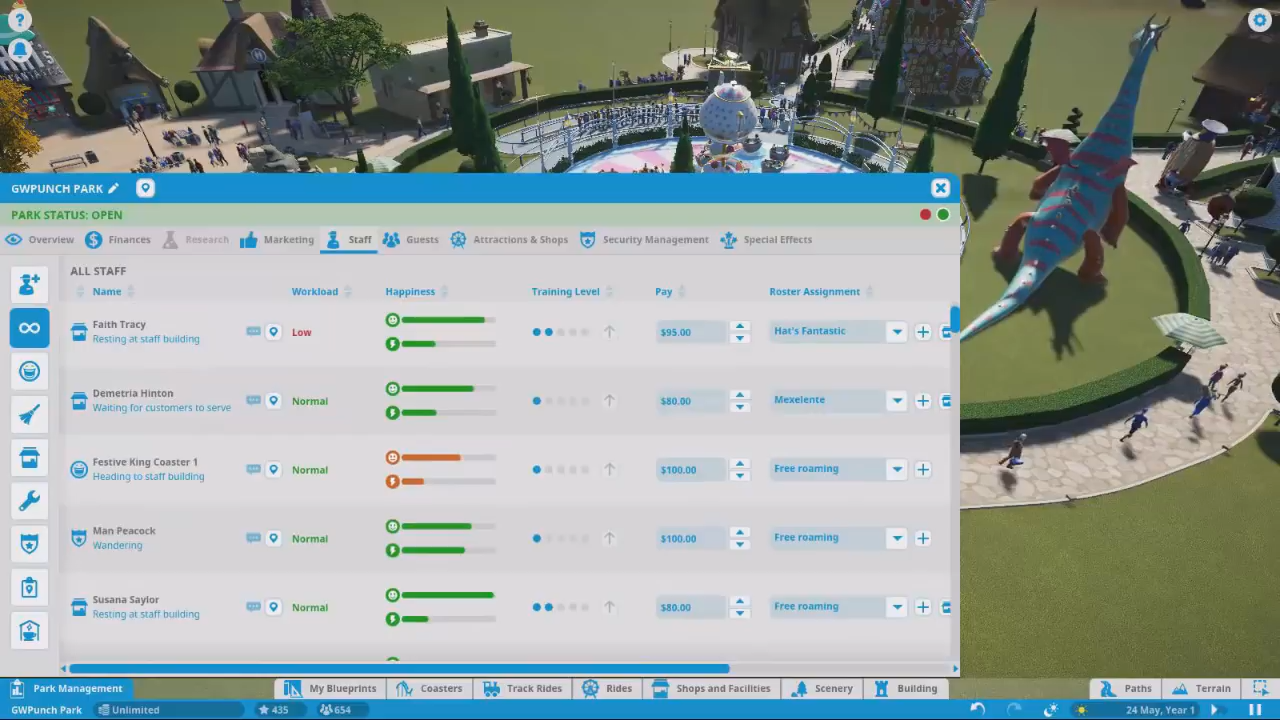 GWPUNCH PARK
PARK STATUS: OPEN
Overview Finances Research Marketing Staff Guests Attractions & Shops Security Management Special Effects
ALL STAFF
Name Workload Happiness Training Level Pay Roster Assignment
Faith Tracy
Resting at staff building
Low
$95.00
Hat's Fantastic
Demetria Hinton
Waiting for customers to serve
Normal
$80.00
Mexelente
Festive King Coaster 1
Heading to staff building
Normal
$100.00
Free roaming
Man Peacock
Wandering
Normal
$100.00
Free roaming
Susana Saylor
Resting at staff building
Normal
$80.00
Free roaming
Park Management My Blueprints Coasters Track Rides Rides Shops and Facilities Scenery Building Paths Terrain
GWPunch Park Unlimited 435 654 24 May, Year 1